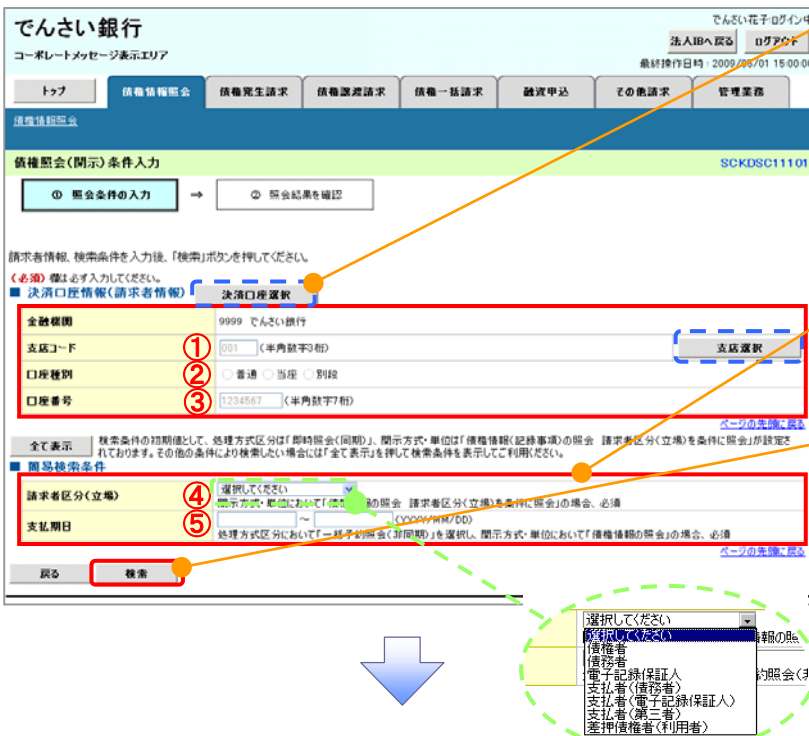 でんさい銀行
でんさい花子ログイン中
コーポレートメッセージ表示エリア
法人IBへ戻る ログアウト
最終操作日時：2009/05/01 15:00:00
トップ 債権情報照会 債権発生請求 債権譲渡請求 債権一括請求 融資申込 その他請求 管理業務
債権情報照会
債権照会(開示)条件入力 SCKDSC11101
① 照会条件の入力 ⇒ ② 照会結果を確認
請求者情報、検索条件を入力後、「検索」ボタンを押してください。
(必須)欄は必ず入力してください。
■ 決済口座情報(請求者情報) 決済口座選択
金融機関 9999 でんさい銀行
支店コード ① 001 (半角数字3桁) 支店選択
口座種別 ② 普通 当座 別段
口座番号 ③ 1234567 (半角数字7桁)
ページの先頭に戻る
全て表示 検索条件の初期値として、処理方式区分は「即時照会(同期)」、開示方式・単位は「債権情報(記録事項)の照会 請求者区分(立場)を条件に照会」が設定さ
れております。その他の条件により検索したい場合には「全て表示」を押して検索条件を表示してご利用ください。
■ 簡易検索条件
請求者区分(立場) ④ 選択してください
開示方式・単位において「債権情報の照会 請求者区分(立場)を条件に照会」の場合、必須
支払期日 ⑤ ～ (YYYY/MM/DD)
処理方式区分において「一括予約照会(非同期)」を選択し、開示方式・単位において「債権情報の照会」の場合、必須
ページの先頭に戻る
戻る 検索
選択してください
選択してください 情報の照
債権者
債務者
電子記録保証人 約照会(非
支払者(債務者)
支払者(電子記録保証人)
支払者(第三者)
差押債権者(利用者)